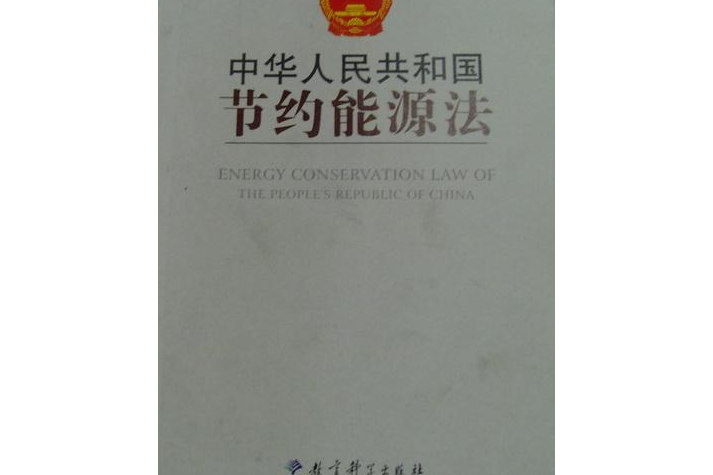 中华人民共和国
节约能源法
ENERGY CONSERVATION LAW OF
THE PEOPLE'S REPUBLIC OF CHINA
教育科学出版社